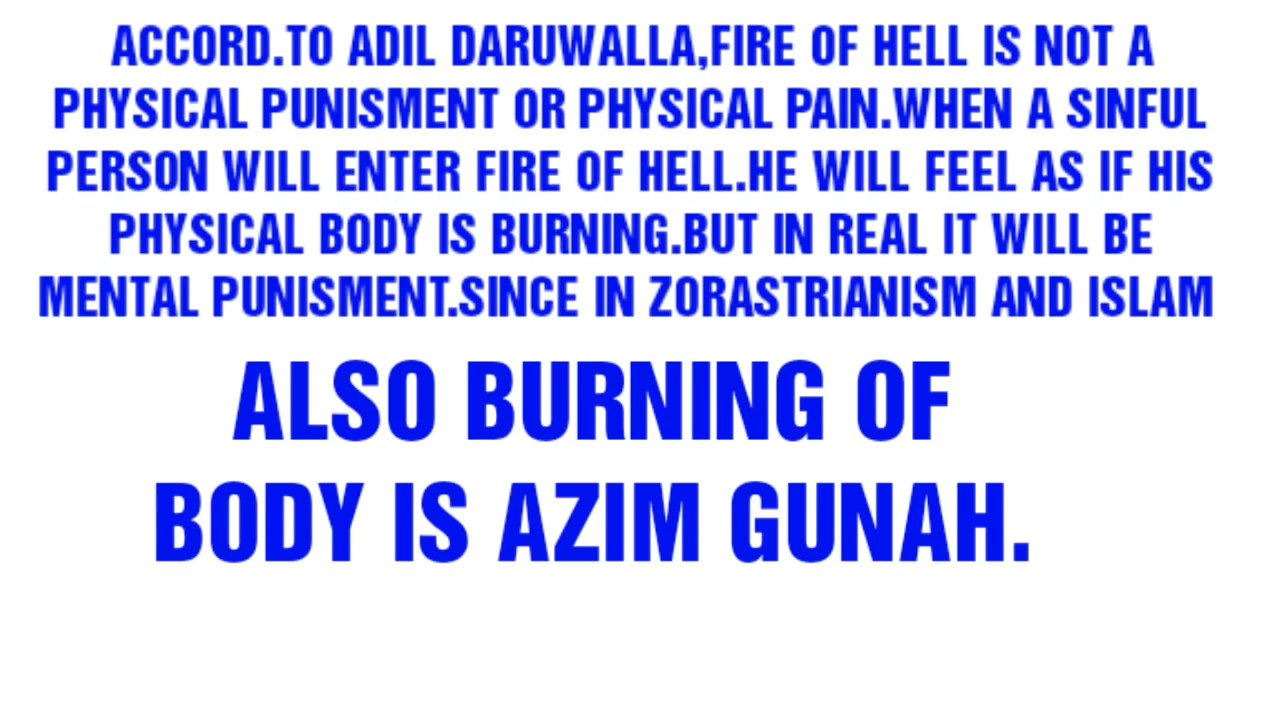 ACCORD.TO ADIL DARUWALLA,FIRE OF HELL IS NOT A
PHYSICAL PUNISMENT OR PHYSICAL PAIN.WHEN A SINFUL
PERSON WILL ENTER FIRE OF HELL.HE WILL FEEL AS IF HIS
PHYSICAL BODY IS BURNING.BUT IN REAL IT WILL BE
MENTAL PUNISMENT.SINCE IN ZORASTRIANISM AND ISLAM
ALSO BURNING OF
BODY IS AZIM GUNAH.